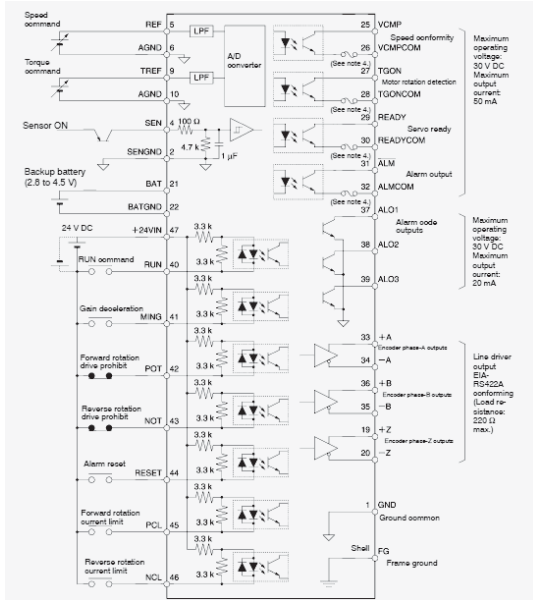 Speed
command
REF 5
LPF
AGND 6
Torque
command
TREF 9
LPF
AGND 10
A/D
converter
Sensor ON
SEN 4 100 Ω
4.7 k
1 µF
SENGND 2
Backup battery
(2.8 to 4.5 V)
BAT 21
BATGND 22
24 V DC
+24VIN 47
3.3 k
RUN command
RUN 40
3.3 k
3.3 k
Gain deceleration
MING 41
3.3 k
3.3 k
Forward rotation
drive prohibit
POT 42
3.3 k
3.3 k
Reverse rotation
drive prohibit
NOT 43
3.3 k
3.3 k
Alarm reset
RESET 44
3.3 k
3.3 k
Forward rotation
current limit
PCL 45
3.3 k
3.3 k
Reverse rotation
current limit
NCL 46
3.3 k
25 VCMP
Speed conformity
26 VCMPCOM
(See note 4.)
27 TGON
Motor rotation detection
28 TGONCOM
(See note 4.)
29 READY
Servo ready
30 READYCOM
(See note 4.)
31 ALM
Alarm output
32 ALMCOM
(See note 4.)
Maximum
operating
voltage:
30 V DC
Maximum
output
current:
50 mA
37 ALO1
Alarm code
outputs
38 ALO2
39 ALO3
Maximum
operating
voltage:
30 V DC
Maximum
output
current:
20 mA
33 +A
Encoder phase-A outputs
34 −A
36 +B
Encoder phase-B outputs
35 −B
19 +Z
Encoder phase-Z outputs
20 −Z
Line driver
output
EIA-
RS422A
conforming
(Load re-
sistance:
220 Ω
max.)
1 GND
Ground common
Shell FG
Frame ground